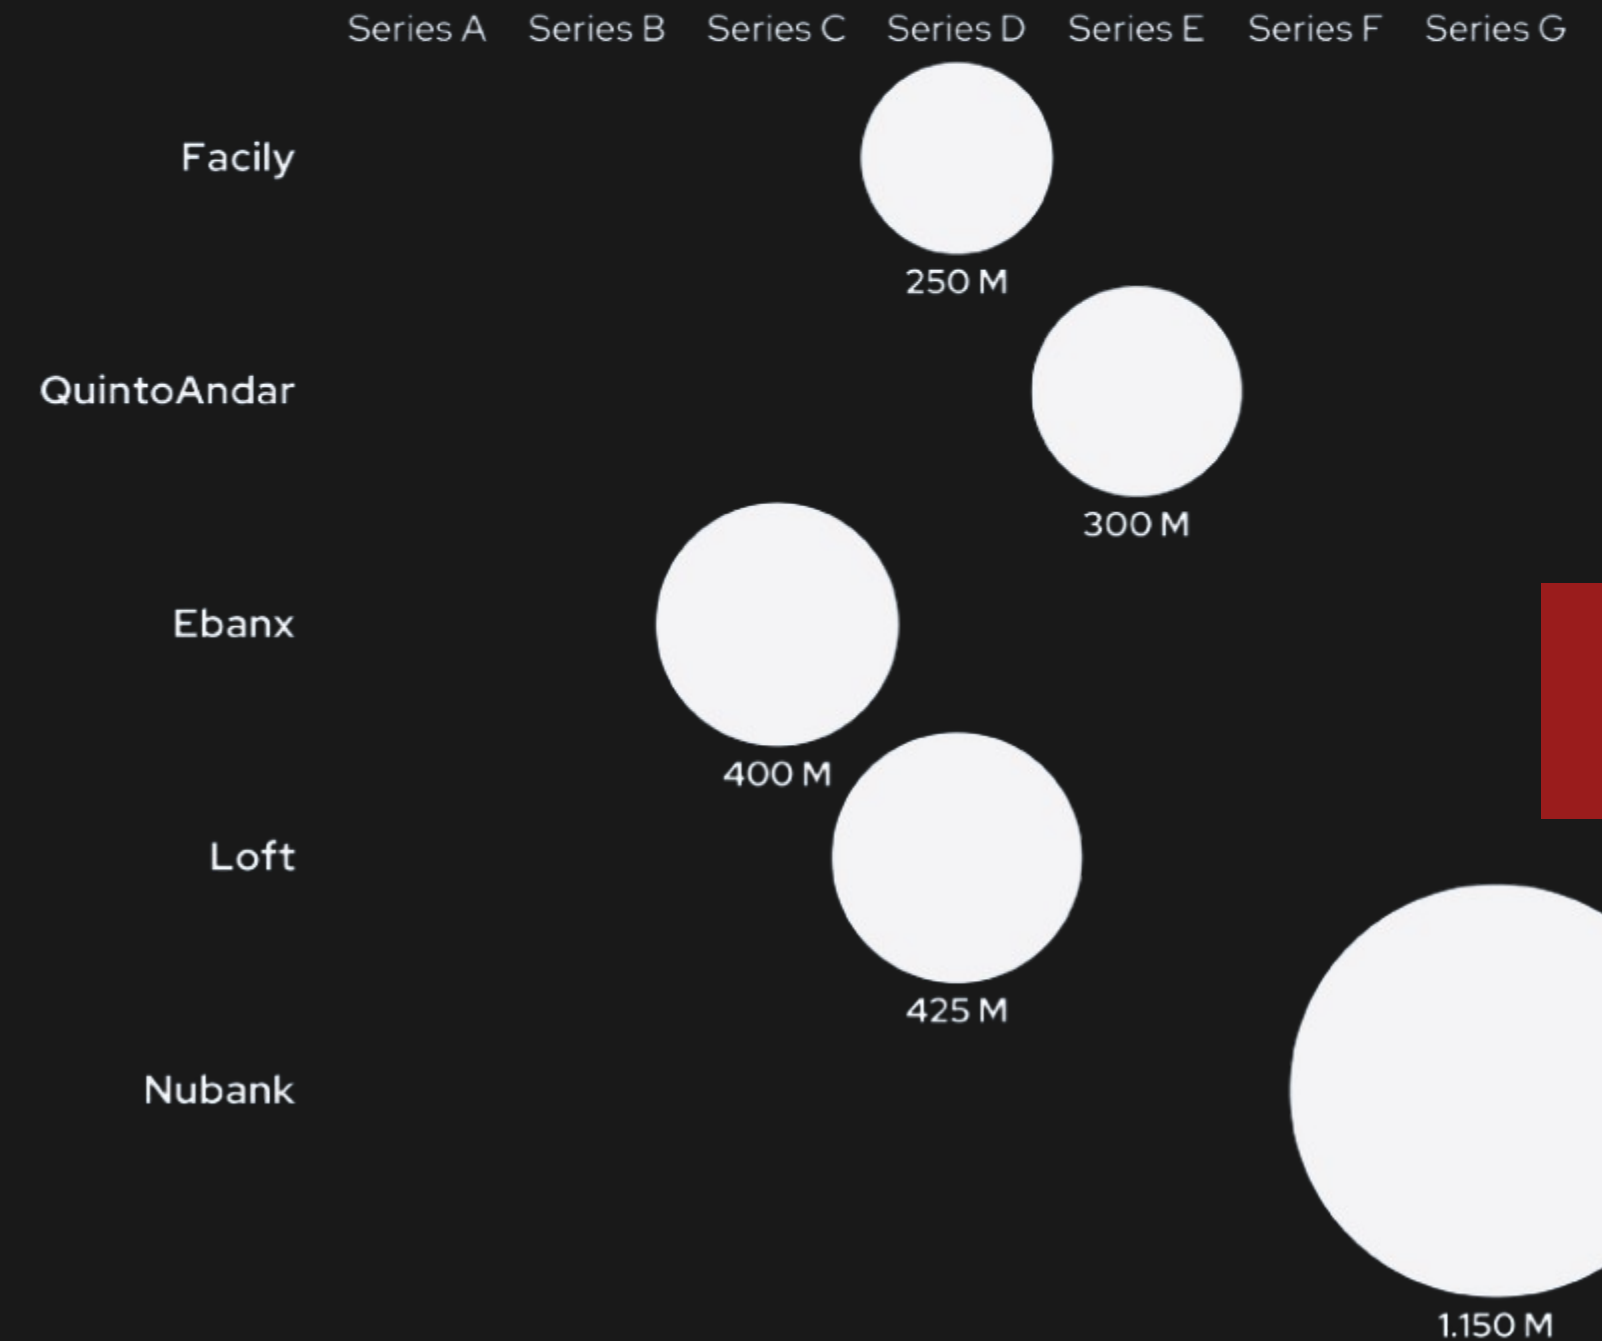 Series A Series B Series C Series D Series E Series F Series G
Facily
250 M
QuintoAndar
300 M
Ebanx
400 M
Loft
425 M
Nubank
1.150 M